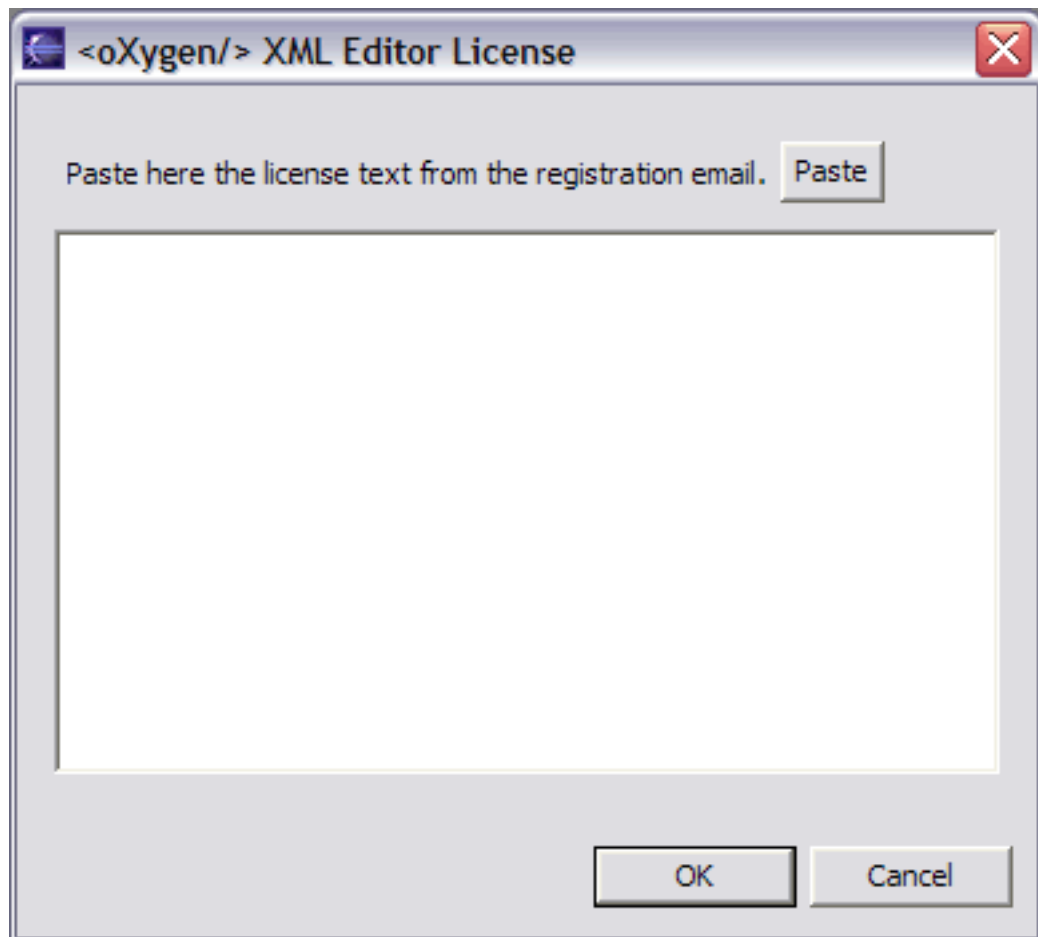 <oXygen/> XML Editor License
Paste here the license text from the registration email. Paste
OK Cancel